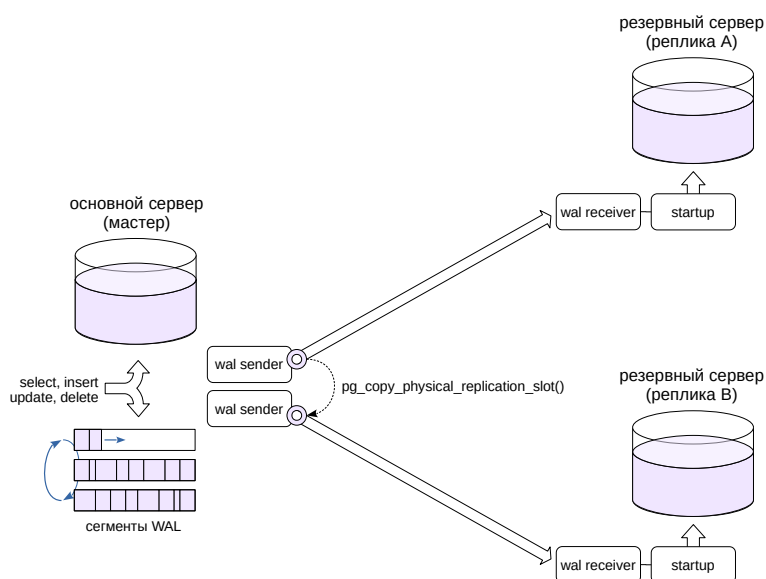 резервный сервер
(реплика A)
wal receiver
startup
основной сервер
(мастер)
wal sender
select, insert
update, delete
pg_copy_physical_replication_slot()
wal sender
резервный сервер
(реплика B)
сегменты WAL
wal receiver
startup